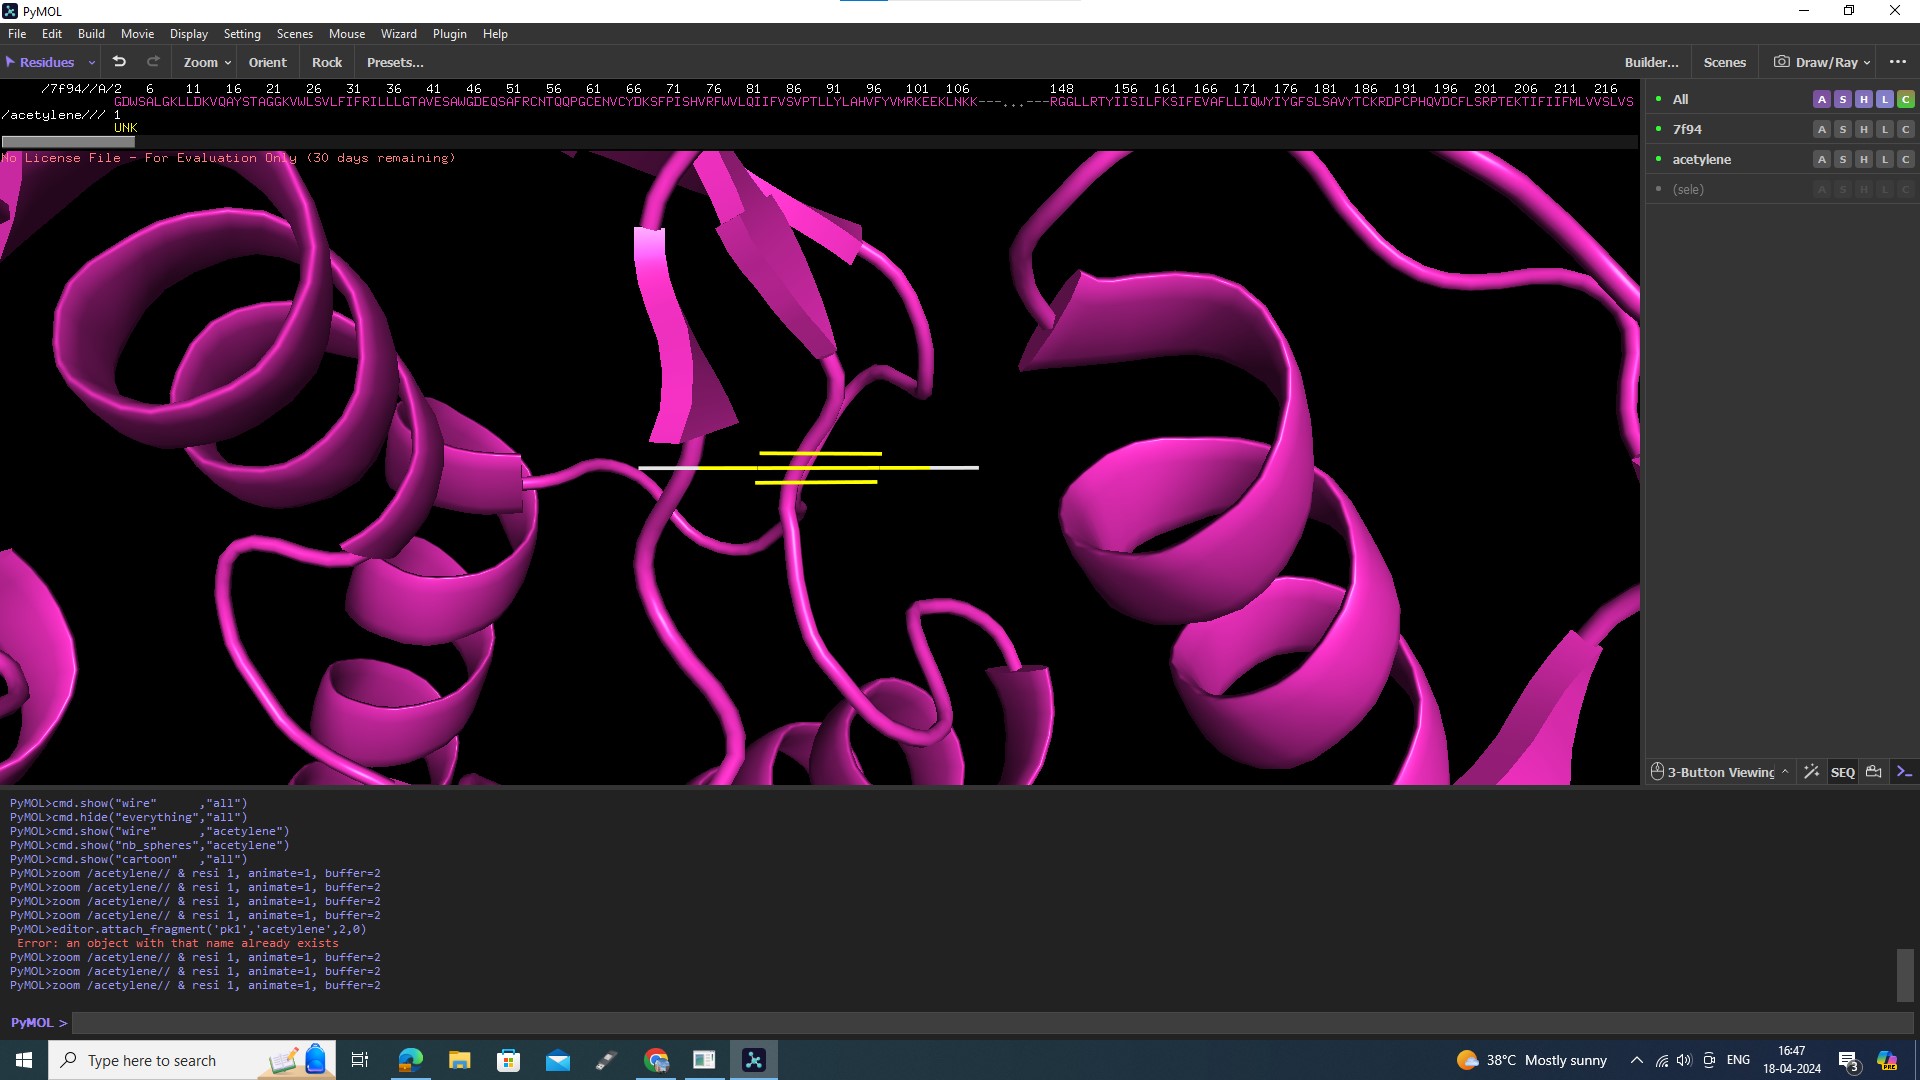 PyMOL
File Edit Build Movie Display Setting Scenes Mouse Wizard Plugin Help
Residues Zoom Orient Rock Presets... Builder... Scenes Draw/Ray
/7f94//A/2 6 11 16 21 26 31 36 41 46 51 56 61 66 71 76 81 86 91 96 101 106 148 156 161 166 171 176 181 186 191 196 201 206 211 216
GDWSALGKLLDKVQAYSTAGGKVWLSVLFIFRILLLGTAVESAWGDEQSAFRCNTQQPGCENVCYDKSFPISHVRFWVLQIIFVSVPTLLYLAHVFYVMRKEEKLNKK---...---RGGLLRTYIISILFKSIFEVAFLLIQWYIYGFSLSAVYTCKRDPCPHQVDCFLSRPTEKTIFIIFMLVVSLVS
/acetylene/// 1
UNK
No License File - For Evaluation Only (30 days remaining)
All A S H L C
7f94 A S H L C
acetylene A S H L C
(sele) A S H L C
3-Button Viewing SEQ
PyMOL>cmd.show("wire" ,"all")
PyMOL>cmd.hide("everything","all")
PyMOL>cmd.show("wire" ,"acetylene")
PyMOL>cmd.show("nb_spheres","acetylene")
PyMOL>cmd.show("cartoon" ,"all")
PyMOL>zoom /acetylene// & resi 1, animate=1, buffer=2
PyMOL>zoom /acetylene// & resi 1, animate=1, buffer=2
PyMOL>zoom /acetylene// & resi 1, animate=1, buffer=2
PyMOL>zoom /acetylene// & resi 1, animate=1, buffer=2
PyMOL>editor.attach_fragment('pk1','acetylene',2,0)
Error: an object with that name already exists
PyMOL>zoom /acetylene// & resi 1, animate=1, buffer=2
PyMOL>zoom /acetylene// & resi 1, animate=1, buffer=2
PyMOL>zoom /acetylene// & resi 1, animate=1, buffer=2
PyMOL >
Type here to search 38°C Mostly sunny ENG 16:47
18-04-2024 3 PRE